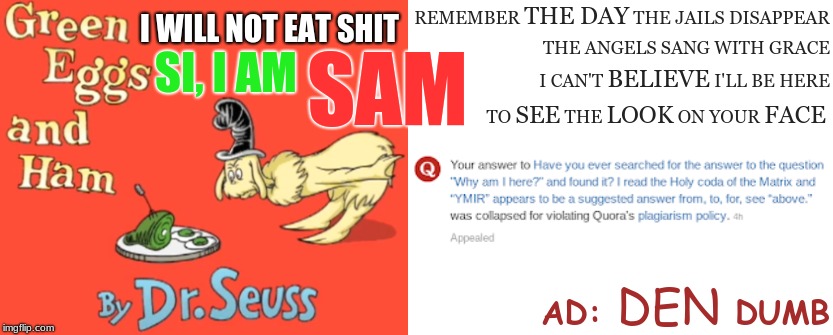 Green
Eggs
and
Ham
I WILL NOT EAT SHIT
SI, I AM SAM
By Dr. Seuss
imgflip.com
REMEMBER THE DAY THE JAILS DISAPPEAR
THE ANGELS SANG WITH GRACE
I CAN'T BELIEVE I'LL BE HERE
TO SEE THE LOOK ON YOUR FACE
Q
Your answer to Have you ever searched for the answer to the question
"Why am I here?" and found it? I read the Holy coda of the Matrix and
"YMIR" appears to be a suggested answer from, to, for, see "above."
was collapsed for violating Quora's plagiarism policy. 4h
Appealed
AD: DEN DUMB